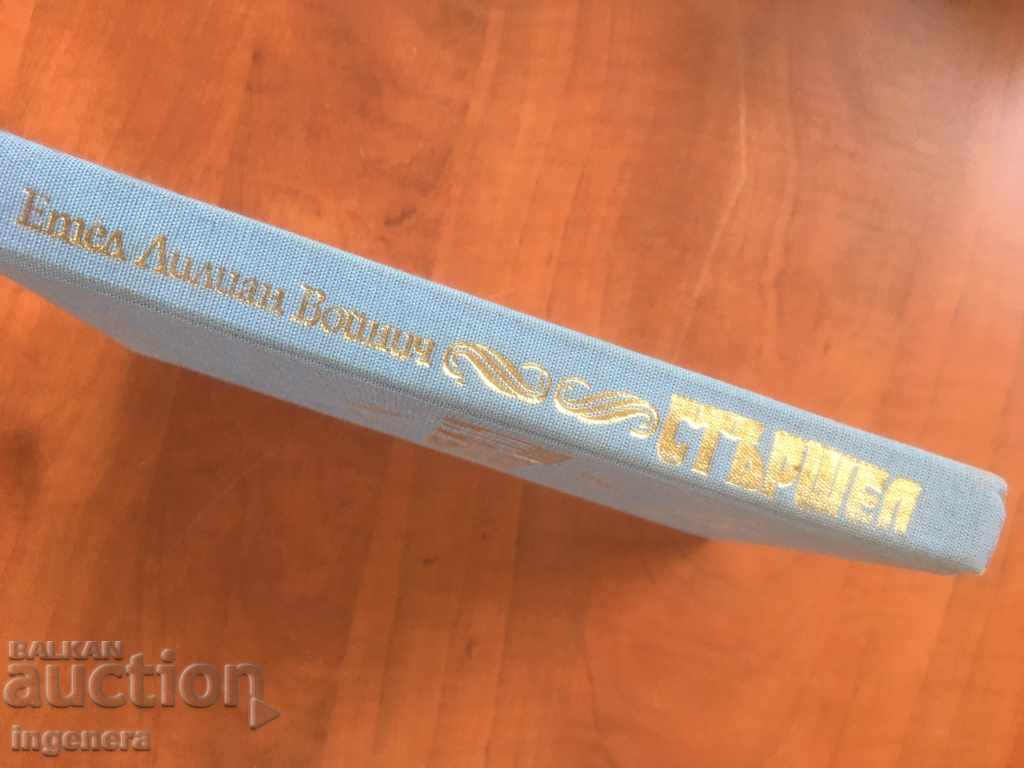 Етел Лилиан Войнич СТЪРШЕЛ
BALKAN
auction
ingenera